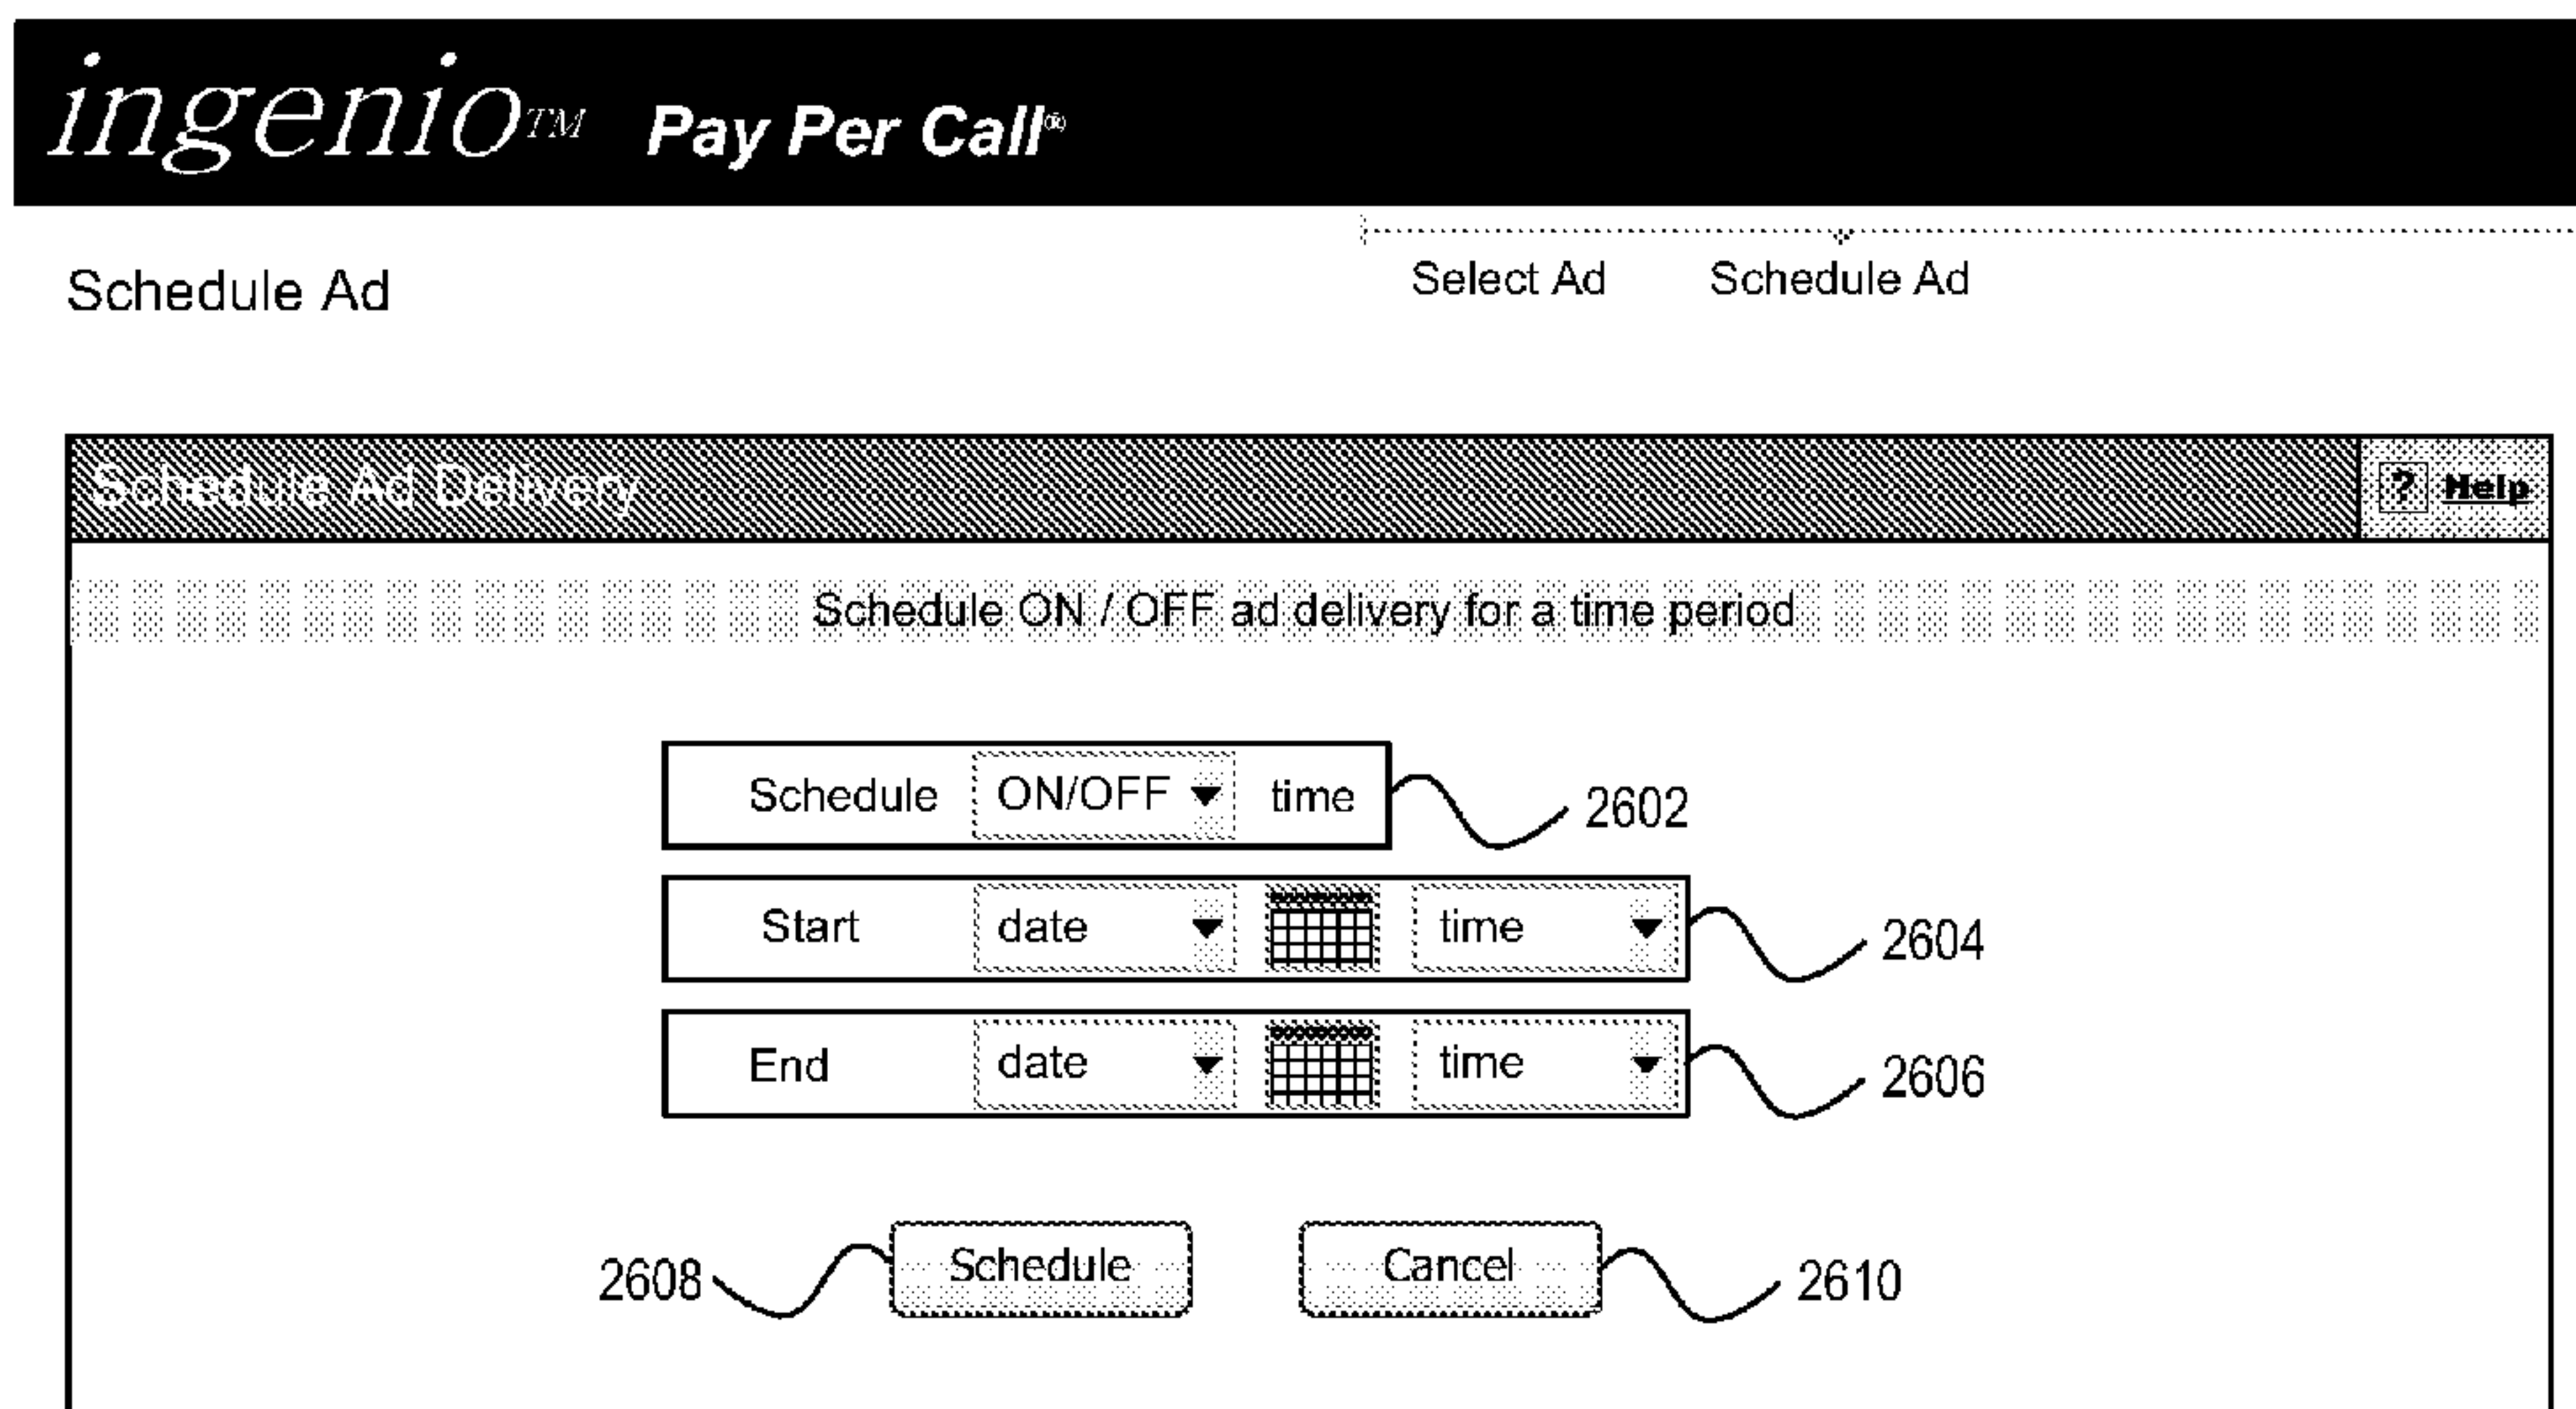 ingenio™ Pay Per Call®
Select Ad Schedule Ad
Schedule Ad
Schedule Ad Delivery ? Help
Schedule ON / OFF ad delivery for a time period
Schedule ON/OFF time 2602
Start date time 2604
End date time 2606
2608 Schedule Cancel 2610